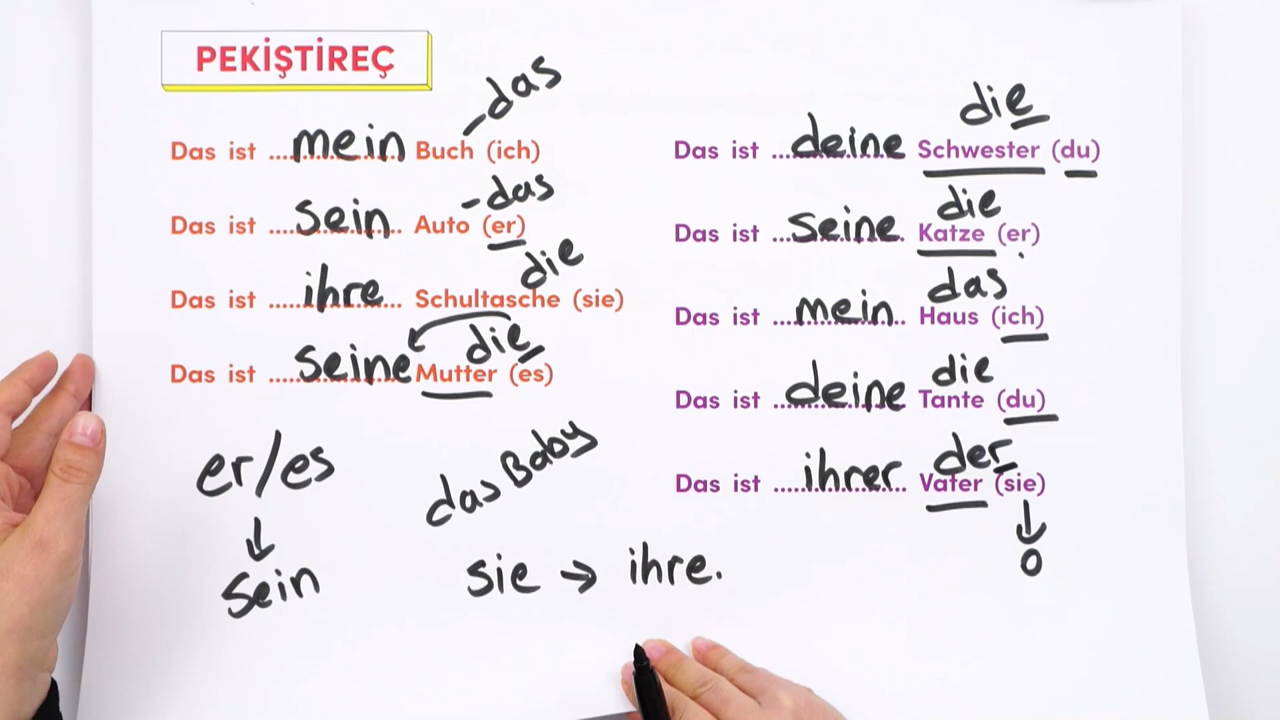 PEKİŞTİREÇ
das
Das ist ....mein.... Buch (ich)
das
Das ist ....sein.... Auto (er)
die
Das ist ....ihre.... Schultasche (sie)
die
Das ist ....seine.... Mutter (es)
er/es
↓
sein
das Baby
sie → ihre.
die
Das ist ...deine... Schwester (du)
die
Das ist ...seine... Katze (er)
das
Das ist ...mein... Haus (ich)
die
Das ist ...deine... Tante (du)
der
Das ist ...ihrer... Vater (sie)
↓
o